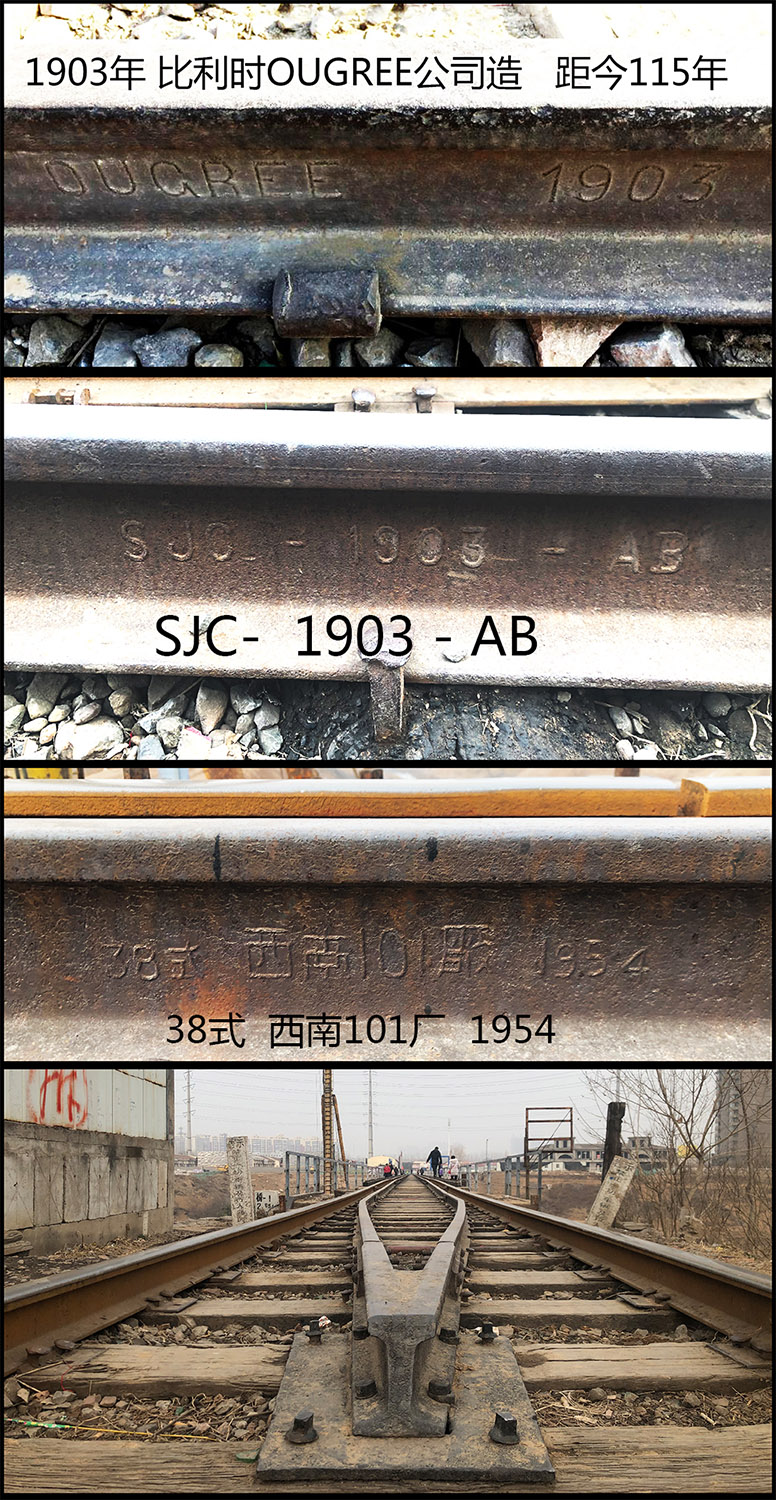 1903年 比利时OUGREE公司造 距今115年
OUGREE 1903
SJC - 1903 - AB
SJC- 1903 - AB
38式 西南101厰 1954
38式 西南101厂 1954